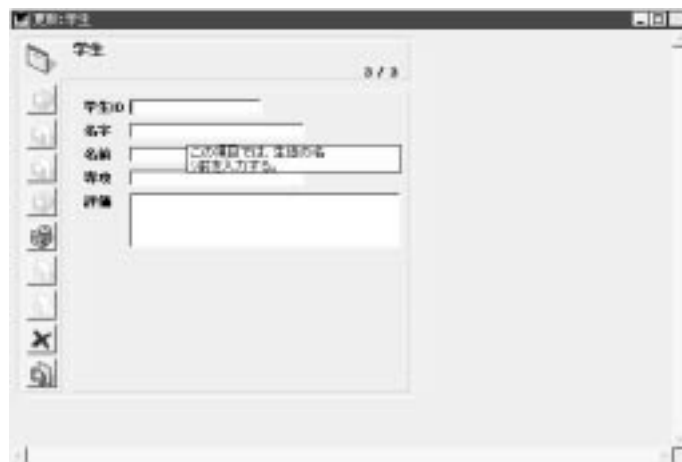 更新:学生
学生
3 / 3
学生ID
名字
名前
この項目では、生徒の名
前を入力する。
専攻
評価